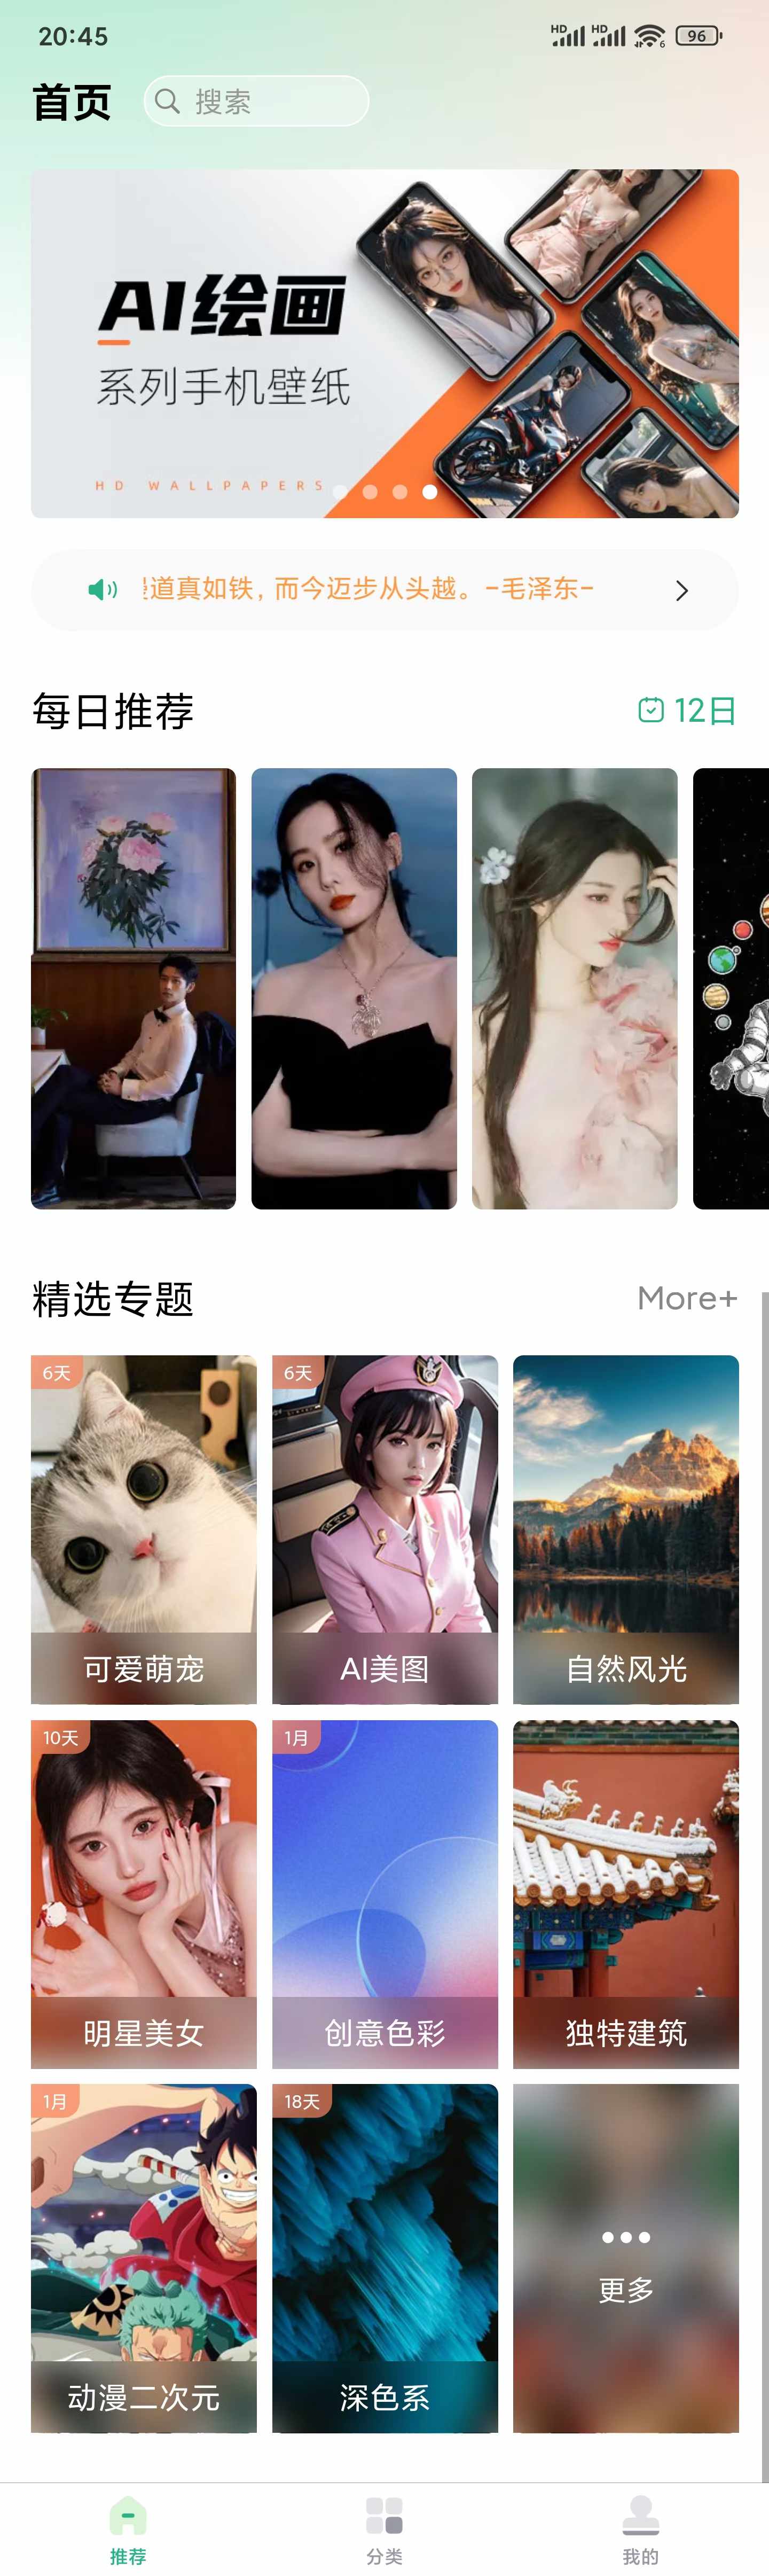 20:45
HD HD 6 96
首页
搜索
AI绘画
系列手机壁纸
HD WALLPAPERS
道真如铁，而今迈步从头越。-毛泽东-
每日推荐
12日
精选专题
More+
6天
6天
可爱萌宠
AI美图
自然风光
10天
1月
明星美女
创意色彩
独特建筑
1月
18天
更多
动漫二次元
深色系
推荐
分类
我的